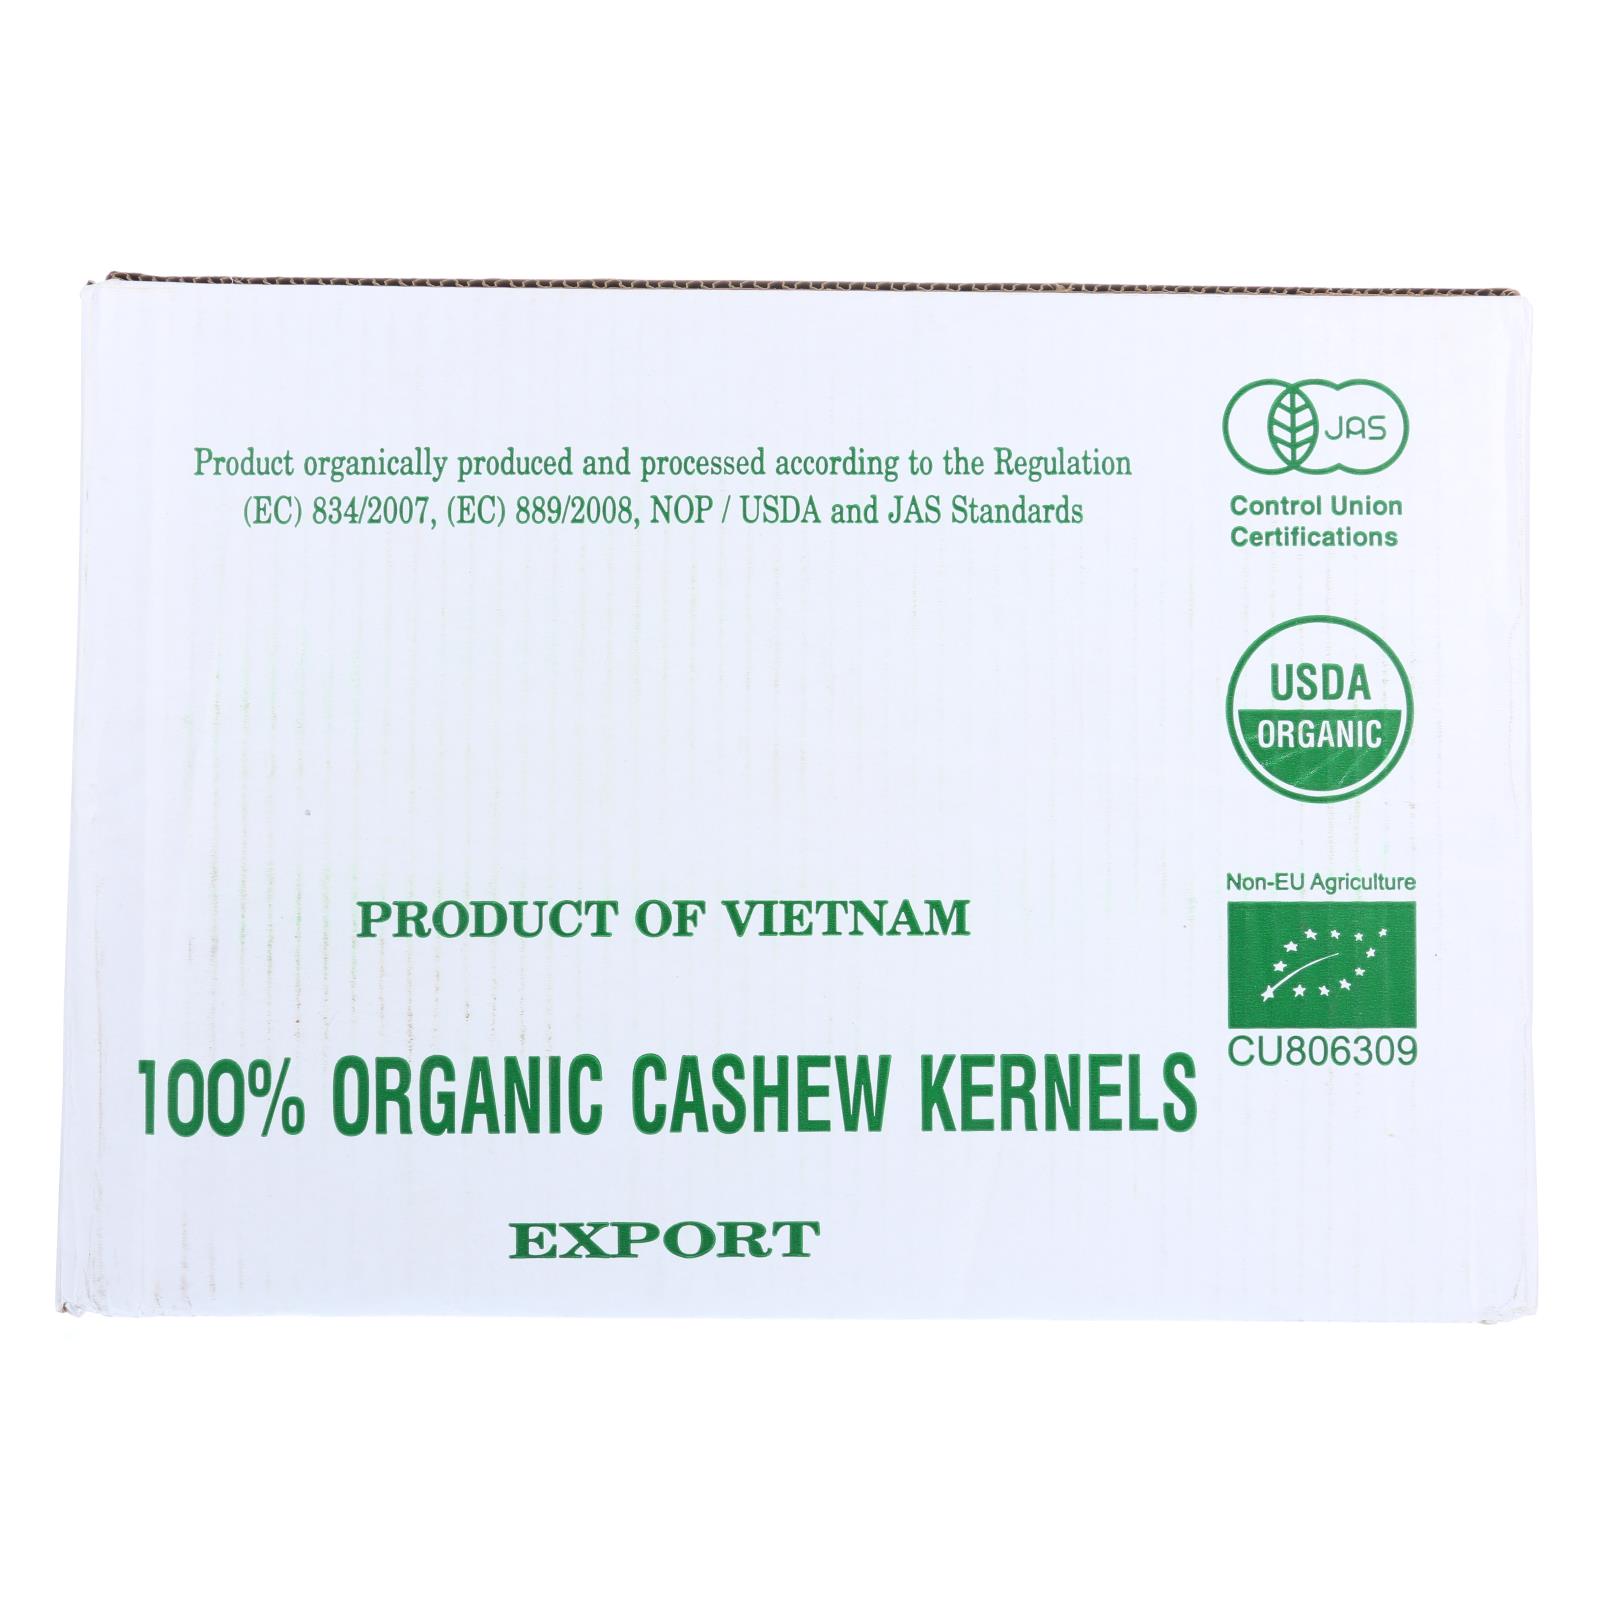 Product organically produced and processed according to the Regulation
(EC) 834/2007, (EC) 889/2008, NOP / USDA and JAS Standards
JAS
Control Union
Certifications
USDA
ORGANIC
Non-EU Agriculture
CU806309
PRODUCT OF VIETNAM
100% ORGANIC CASHEW KERNELS
EXPORT